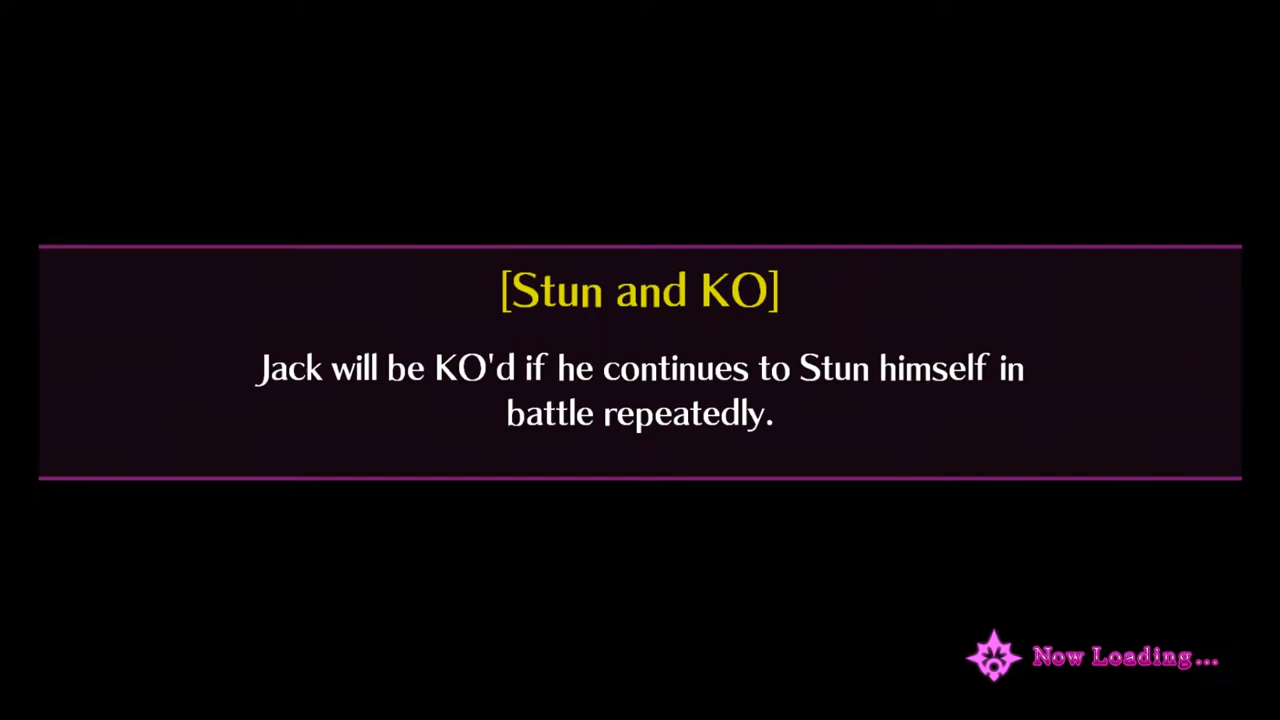 [Stun and KO]
Jack will be KO'd if he continues to Stun himself in
battle repeatedly.
Now Loading...